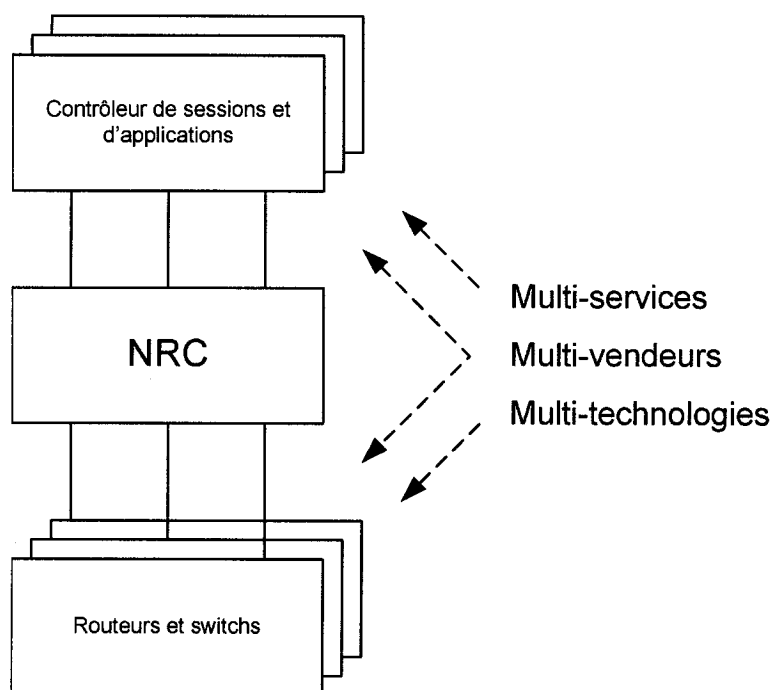 Contrôleur de sessions et
d'applications
NRC
Multi-services
Multi-vendeurs
Multi-technologies
Routeurs et switchs